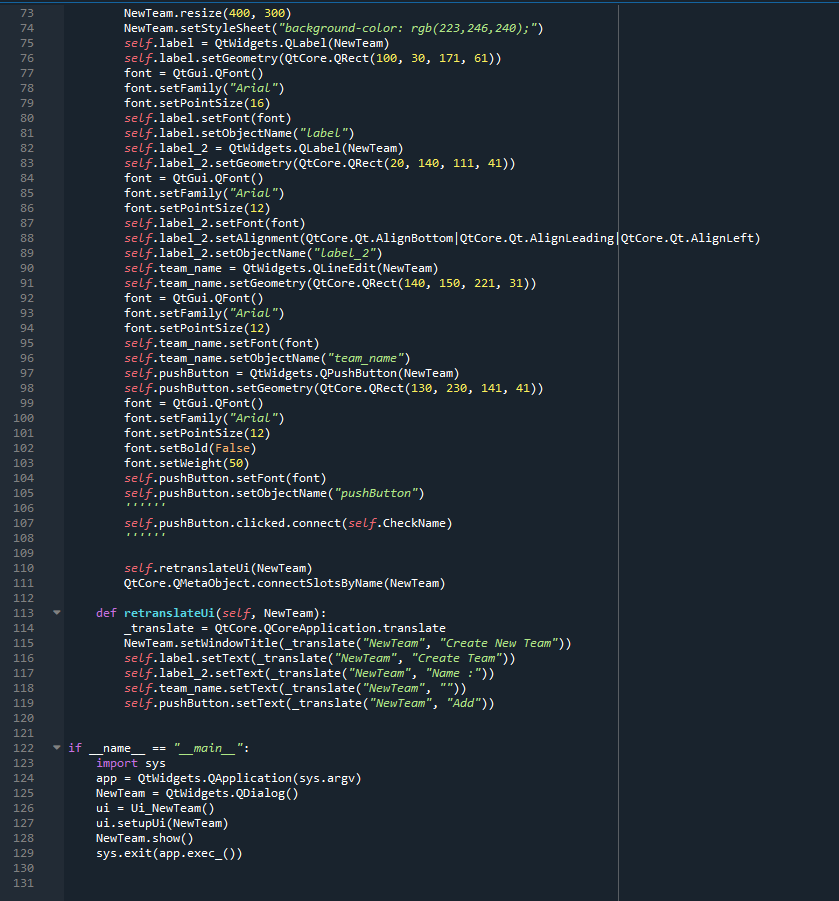 73 NewTeam.resize(400, 300)
74 NewTeam.setStyleSheet("background-color: rgb(223,246,240);")
75 self.label = QtWidgets.QLabel(NewTeam)
76 self.label.setGeometry(QtCore.QRect(100, 30, 171, 61))
77 font = QtGui.QFont()
78 font.setFamily("Arial")
79 font.setPointSize(16)
80 self.label.setFont(font)
81 self.label.setObjectName("label")
82 self.label_2 = QtWidgets.QLabel(NewTeam)
83 self.label_2.setGeometry(QtCore.QRect(20, 140, 111, 41))
84 font = QtGui.QFont()
85 font.setFamily("Arial")
86 font.setPointSize(12)
87 self.label_2.setFont(font)
88 self.label_2.setAlignment(QtCore.Qt.AlignBottom|QtCore.Qt.AlignLeading|QtCore.Qt.AlignLeft)
89 self.label_2.setObjectName("label_2")
90 self.team_name = QtWidgets.QLineEdit(NewTeam)
91 self.team_name.setGeometry(QtCore.QRect(140, 150, 221, 31))
92 font = QtGui.QFont()
93 font.setFamily("Arial")
94 font.setPointSize(12)
95 self.team_name.setFont(font)
96 self.team_name.setObjectName("team_name")
97 self.pushButton = QtWidgets.QPushButton(NewTeam)
98 self.pushButton.setGeometry(QtCore.QRect(130, 230, 141, 41))
99 font = QtGui.QFont()
100 font.setFamily("Arial")
101 font.setPointSize(12)
102 font.setBold(False)
103 font.setWeight(50)
104 self.pushButton.setFont(font)
105 self.pushButton.setObjectName("pushButton")
106 ''''''
107 self.pushButton.clicked.connect(self.CheckName)
108 ''''''
109
110 self.retranslateUi(NewTeam)
111 QtCore.QMetaObject.connectSlotsByName(NewTeam)
112
113 def retranslateUi(self, NewTeam):
114 _translate = QtCore.QCoreApplication.translate
115 NewTeam.setWindowTitle(_translate("NewTeam", "Create New Team"))
116 self.label.setText(_translate("NewTeam", "Create Team"))
117 self.label_2.setText(_translate("NewTeam", "Name :"))
118 self.team_name.setText(_translate("NewTeam", ""))
119 self.pushButton.setText(_translate("NewTeam", "Add"))
120
121
122 if __name__ == "__main__":
123 import sys
124 app = QtWidgets.QApplication(sys.argv)
125 NewTeam = QtWidgets.QDialog()
126 ui = Ui_NewTeam()
127 ui.setupUi(NewTeam)
128 NewTeam.show()
129 sys.exit(app.exec_())
130
131